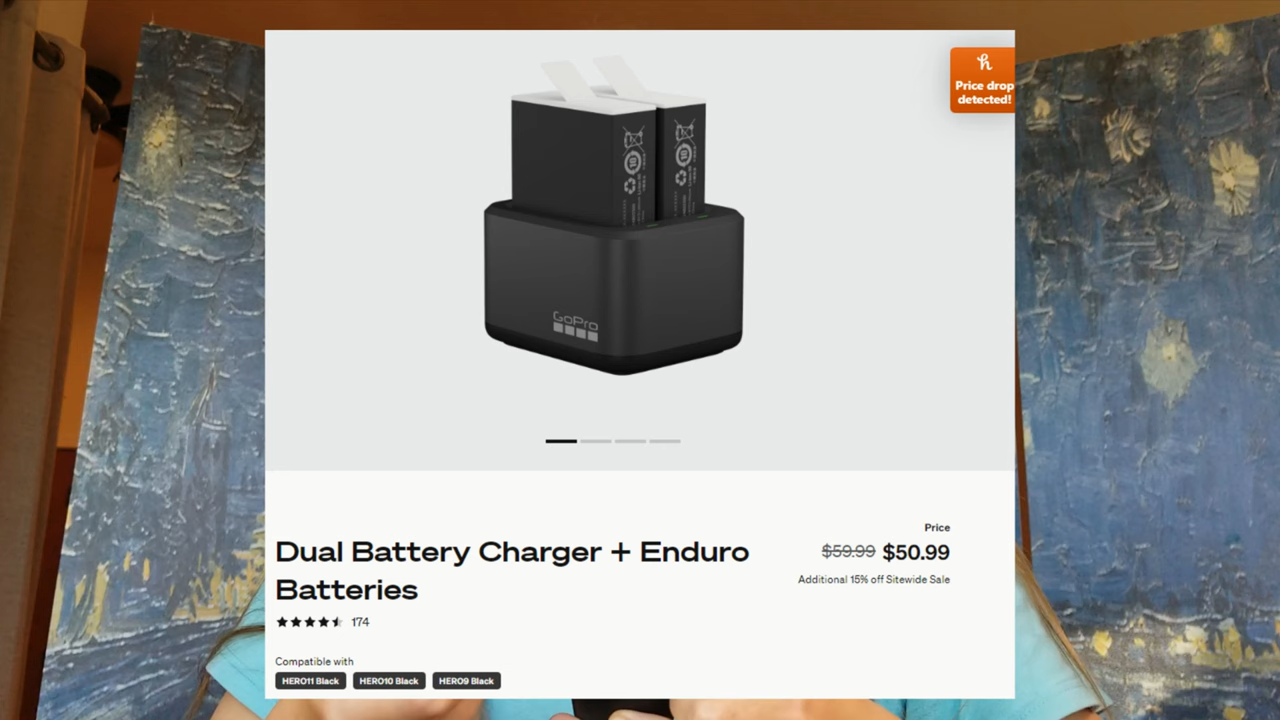 Price drop
detected!
GoPro
Price
Dual Battery Charger + Enduro
Batteries
$59.99 $50.99
Additional 15% off Sitewide Sale
174
Compatible with
HERO11 Black HERO10 Black HERO9 Black